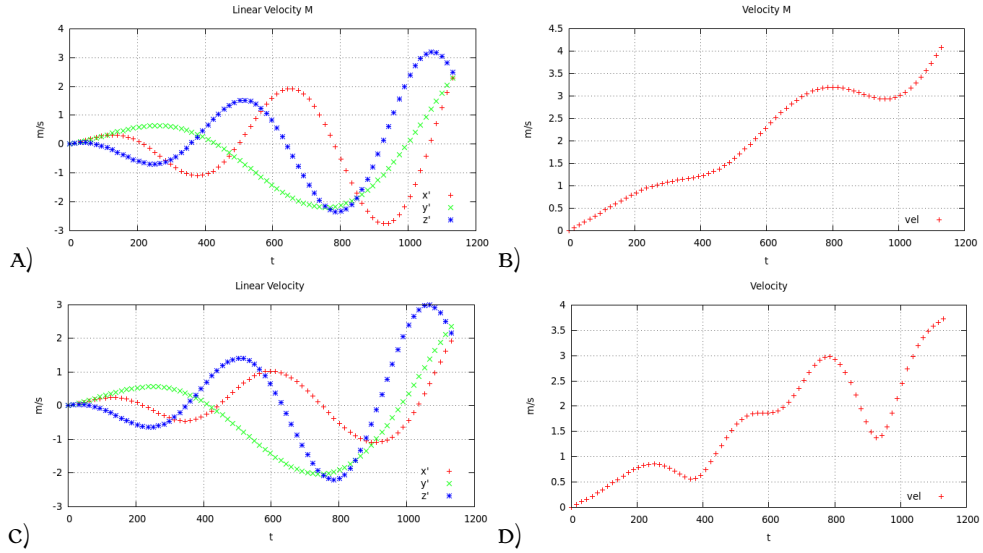 Linear Velocity M
4
3
2
1
0
-1
-2
-3
m/s
0 200 400 600 800 1000 1200
t
x'
y'
z'
A)
Velocity M
4.5
4
3.5
3
2.5
2
1.5
1
0.5
0
m/s
0 200 400 600 800 1000 1200
t
vel
B)
Linear Velocity
3
2
1
0
-1
-2
-3
m/s
0 200 400 600 800 1000 1200
t
x'
y'
z'
C)
Velocity
4
3.5
3
2.5
2
1.5
1
0.5
0
m/s
0 200 400 600 800 1000 1200
t
vel
D)